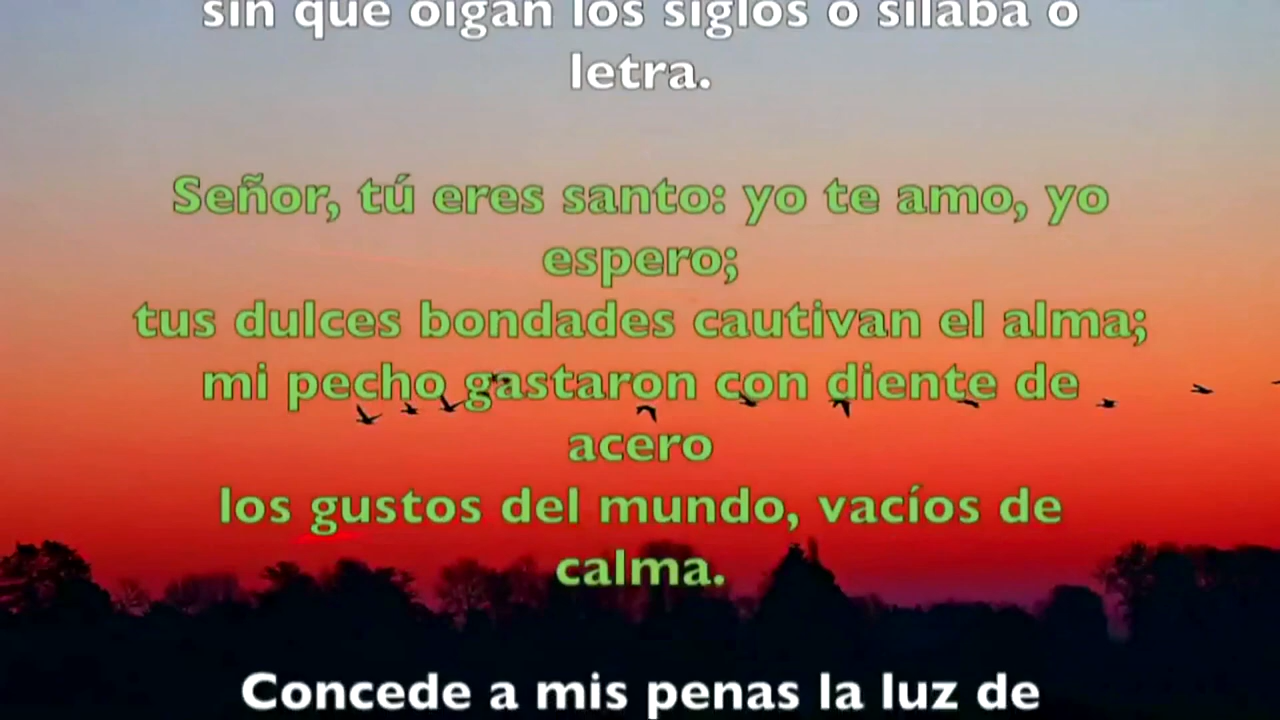 sin que oigan los siglos o sílaba o
letra.
Señor, tú eres santo: yo te amo, yo
espero;
tus dulces bondades cautivan el alma;
mi pecho gastaron con diente de
acero
los gustos del mundo, vacíos de
calma.
Concede a mis penas la luz de